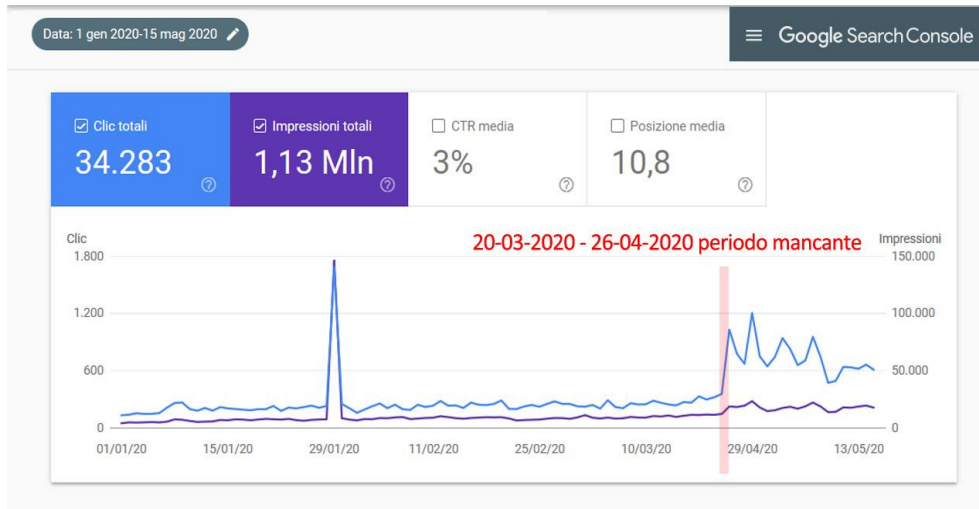 Data: 1 gen 2020-15 mag 2020
Google Search Console
Clic totali
34.283
Impressioni totali
1,13 Mln
CTR media
3%
Posizione media
10,8
Clic
20-03-2020 - 26-04-2020 periodo mancante
Impressioni
1.800
150.000
1.200
100.000
600
50.000
0
0
01/01/20
15/01/20
29/01/20
11/02/20
25/02/20
10/03/20
29/04/20
13/05/20